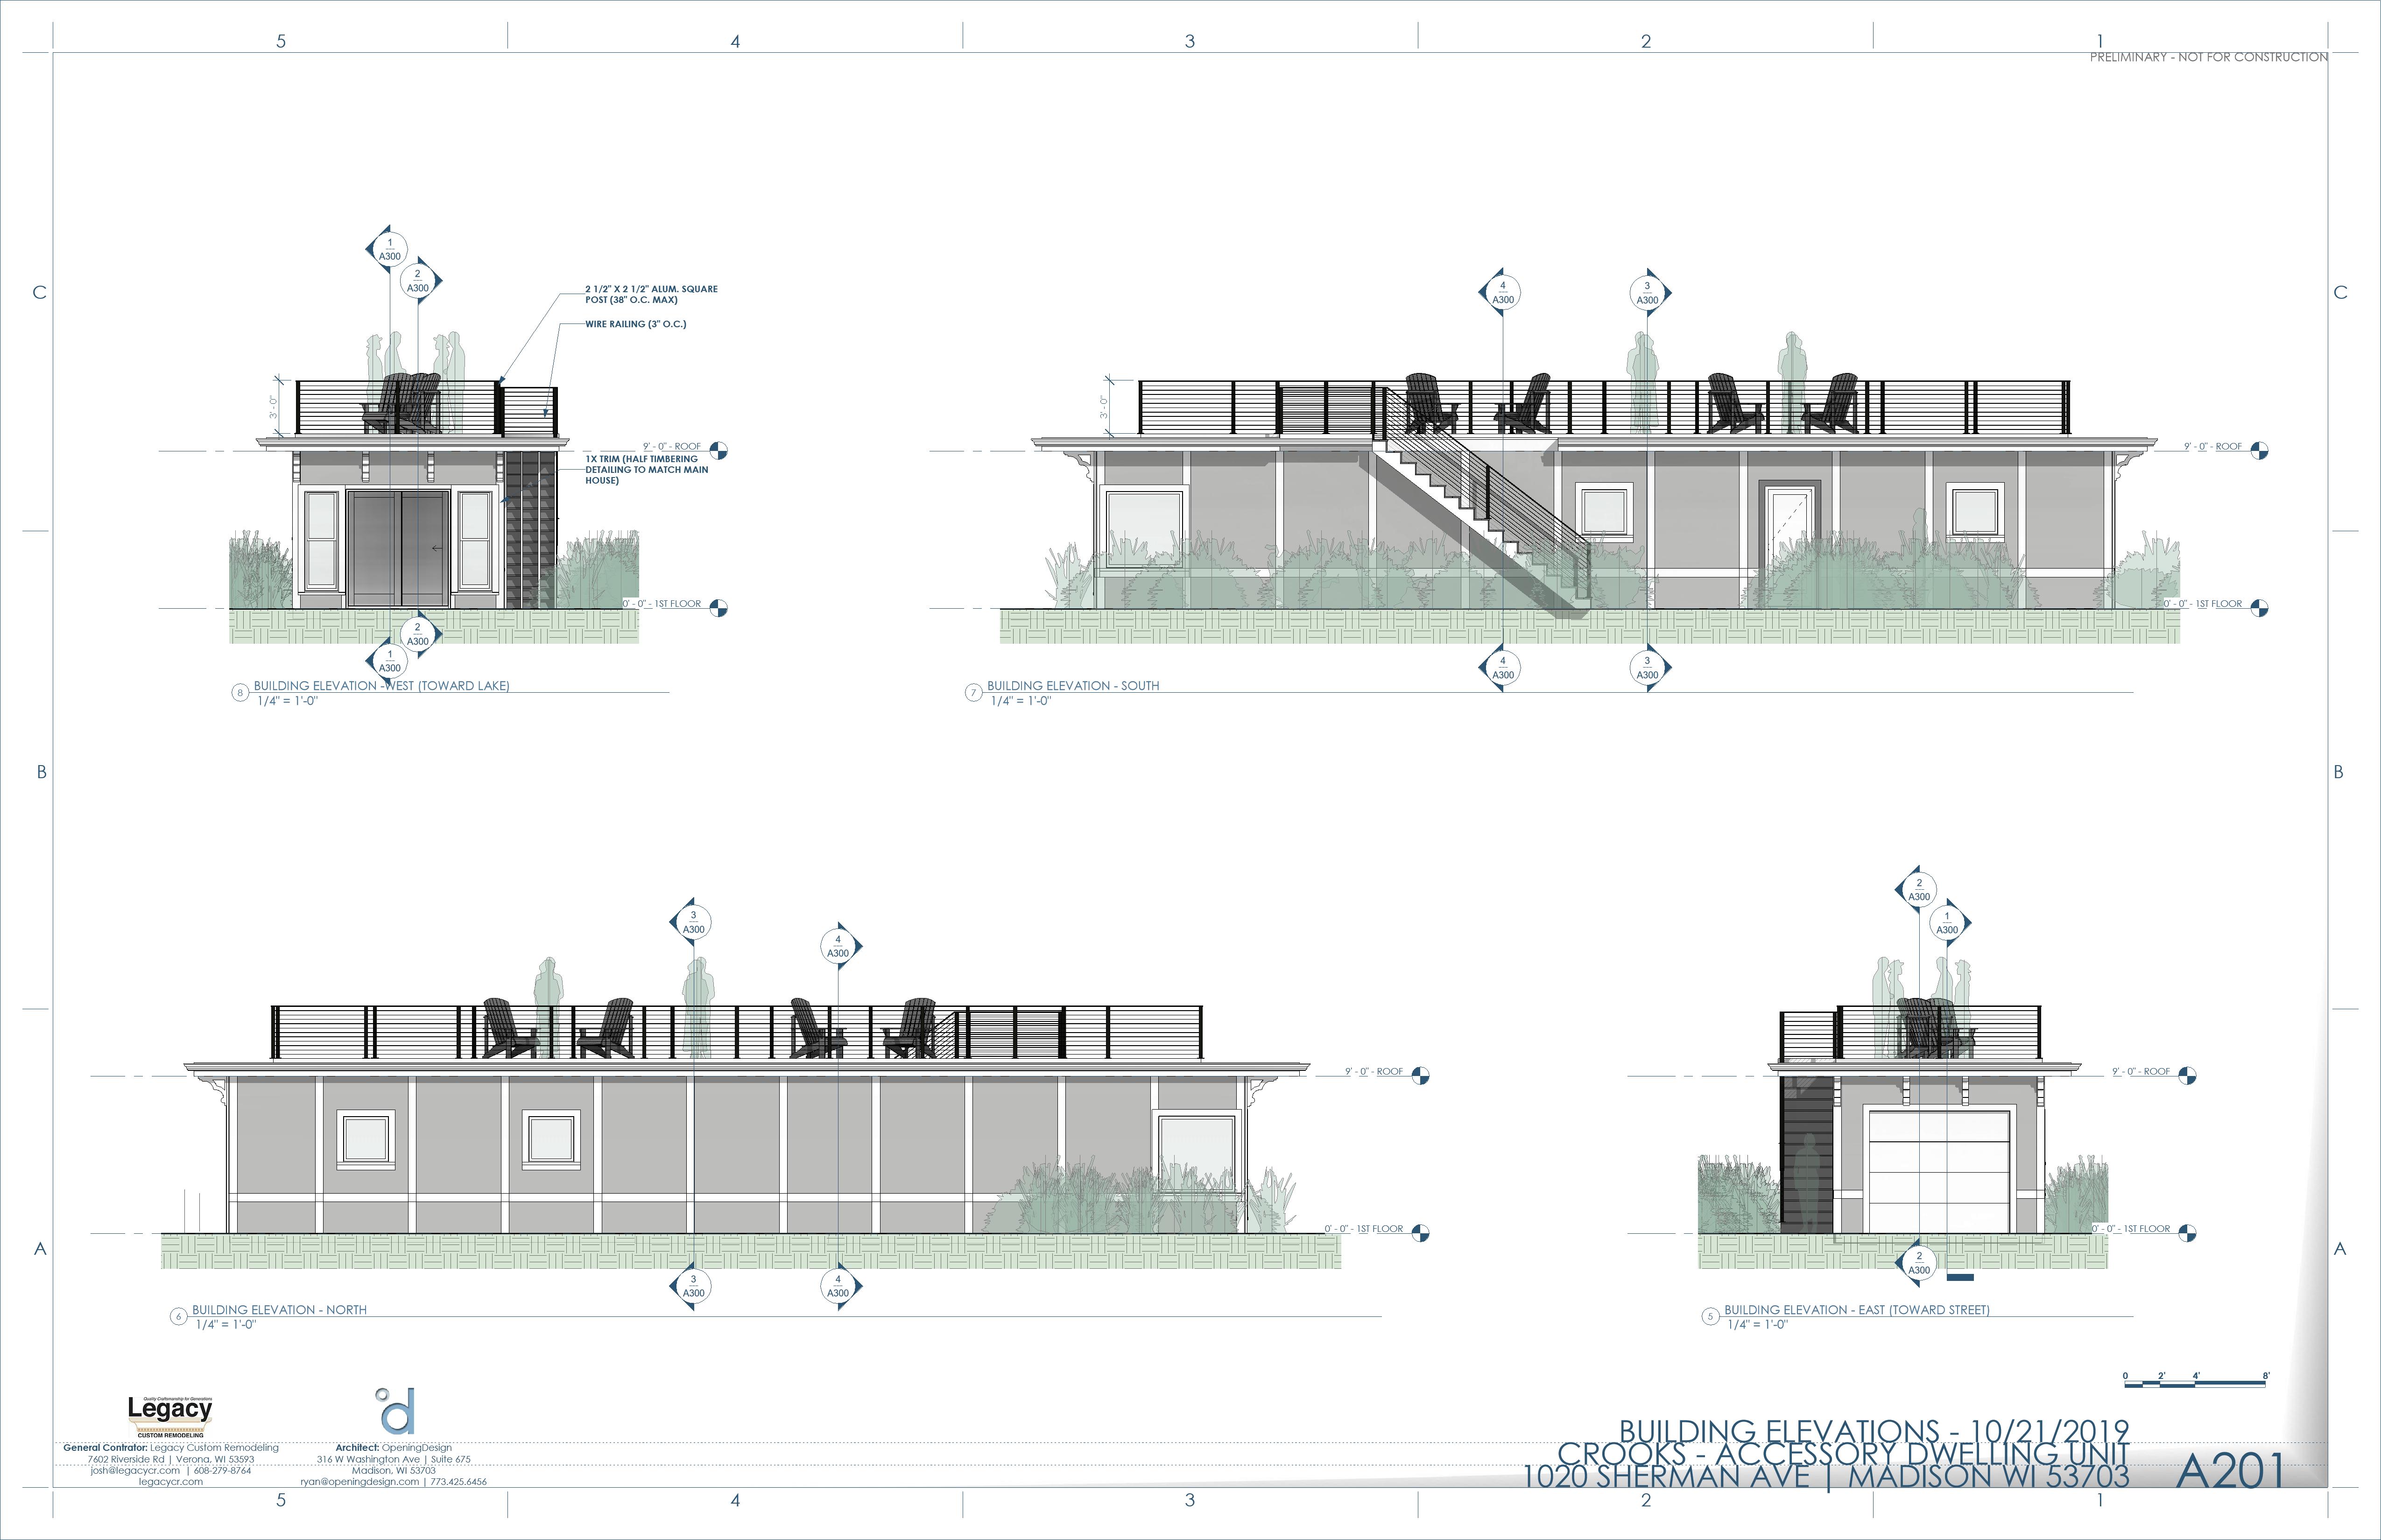 5 4 3 2 1
PRELIMINARY - NOT FOR CONSTRUCTION
C
C
1
A300
2
A300
2 1/2" X 2 1/2" ALUM. SQUARE
POST (38" O.C. MAX)
WIRE RAILING (3" O.C.)
3' - 0"
9' - 0" - ROOF
1X TRIM (HALF TIMBERING
DETAILING TO MATCH MAIN
HOUSE)
0' - 0" - 1ST FLOOR
2
A300
1
A300
8
BUILDING ELEVATION -WEST (TOWARD LAKE)
1/4" = 1'-0"
4
A300
3
A300
3' - 0"
9' - 0" - ROOF
0' - 0" - 1ST FLOOR
4
A300
3
A300
7
BUILDING ELEVATION - SOUTH
1/4" = 1'-0"
B
B
3
A300
4
A300
9' - 0" - ROOF
0' - 0" - 1ST FLOOR
3
A300
4
A300
6
BUILDING ELEVATION - NORTH
1/4" = 1'-0"
2
A300
1
A300
9' - 0" - ROOF
0' - 0" - 1ST FLOOR
2
A300
5
BUILDING ELEVATION - EAST (TOWARD STREET)
1/4" = 1'-0"
A
A
0 2' 4' 8'
Quality Craftsmanship for Generations
Legacy
CUSTOM REMODELING
General Contrator: Legacy Custom Remodeling
7602 Riverside Rd | Verona, WI 53593
josh@legacycr.com | 608-279-8764
legacycr.com
d
Architect: OpeningDesign
316 W Washington Ave | Suite 675
Madison, WI 53703
ryan@openingdesign.com | 773.425.6456
BUILDING ELEVATIONS - 10/21/2019
CROOKS - ACCESSORY DWELLING UNIT
1020 SHERMAN AVE | MADISON WI 53703
A201
5 4 3 2 1